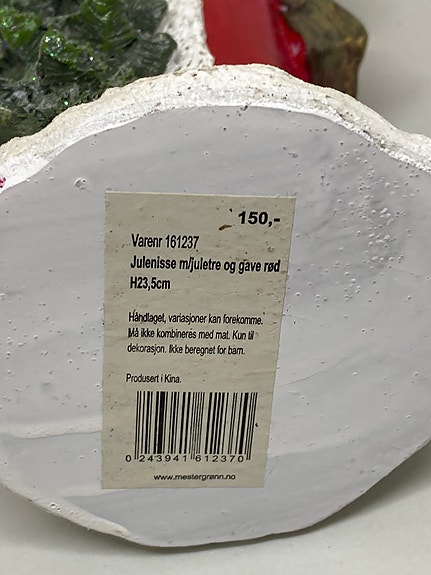 150,-
Varenr 161237
Julenisse m/juletre og gave rød
H23,5cm
Håndlaget, variasjoner kan forekomme.
Må ikke kombineres med mat. Kun til
dekorasjon. Ikke beregnet for barn.
Produsert i Kina.
0 243941 612370
www.mestergrønn.no